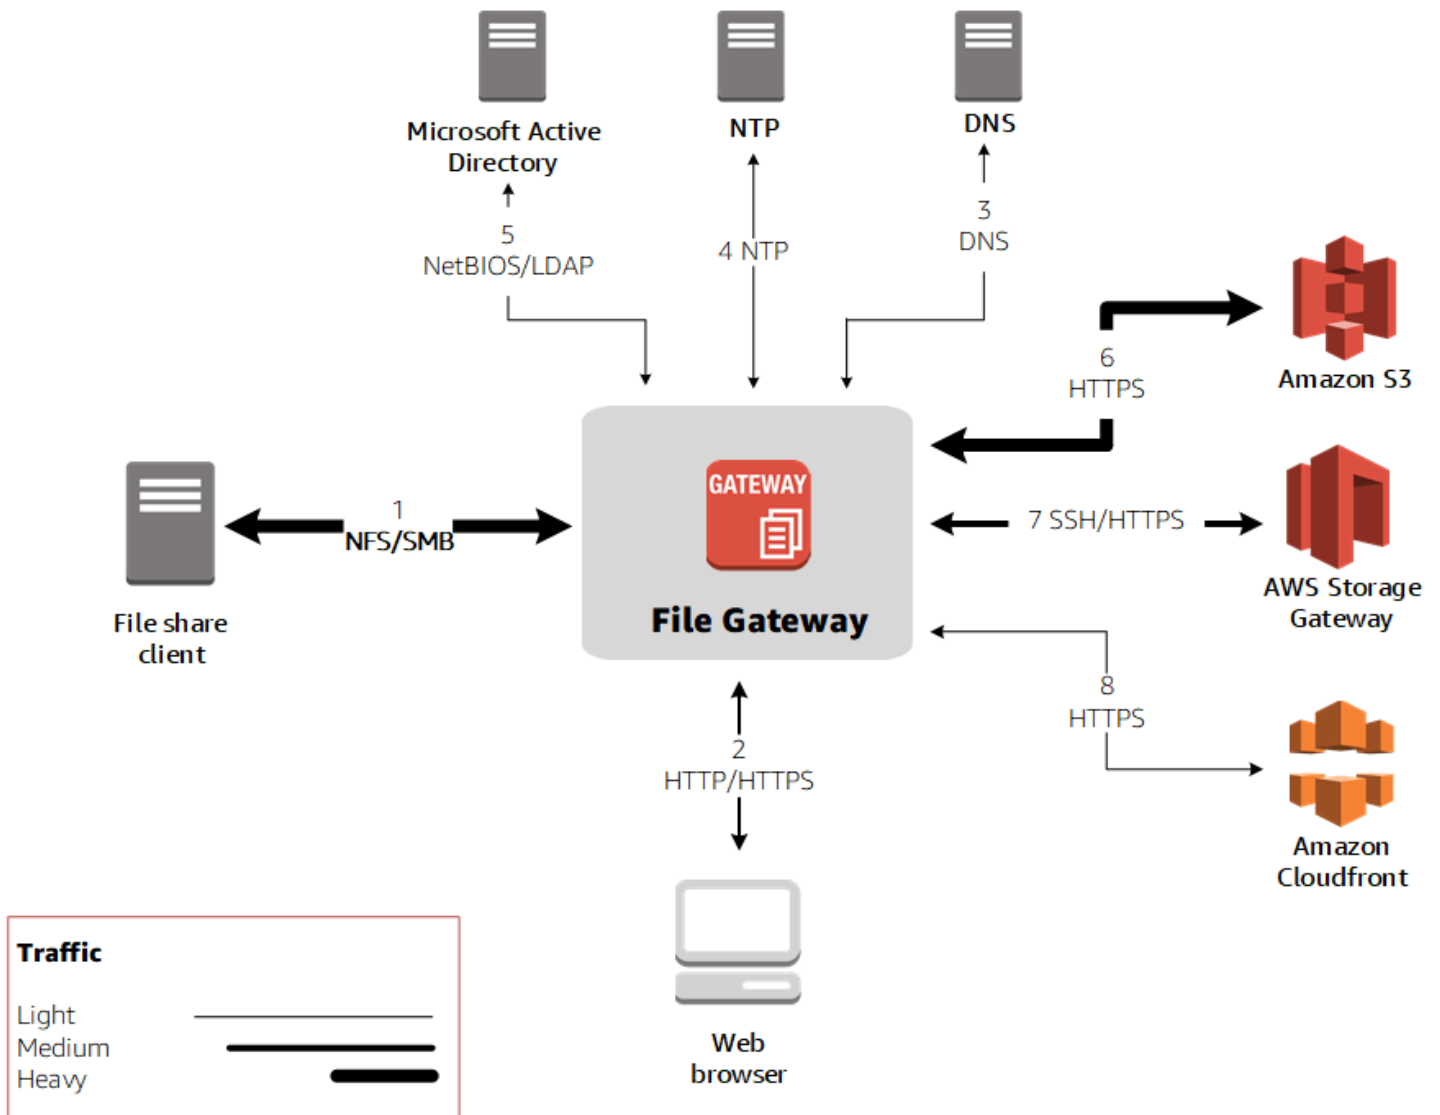 Microsoft Active
Directory
NTP
DNS
5
NetBIOS/LDAP
4 NTP
3
DNS
6
HTTPS
Amazon S3
1
NFS/SMB
File share
client
GATEWAY
File Gateway
7 SSH/HTTPS
AWS Storage
Gateway
8
HTTPS
Amazon
Cloudfront
2
HTTP/HTTPS
Web
browser
Traffic
Light
Medium
Heavy